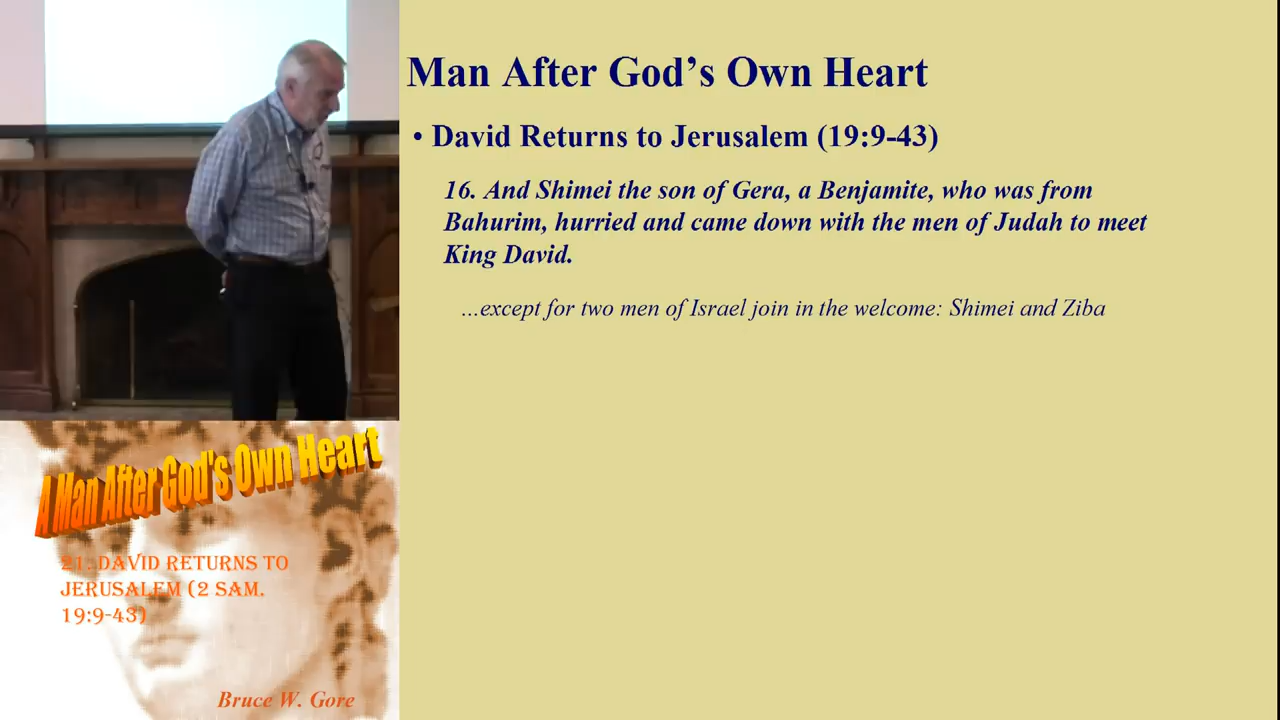 Man After God's Own Heart
• David Returns to Jerusalem (19:9-43)
16. And Shimei the son of Gera, a Benjamite, who was from
Bahurim, hurried and came down with the men of Judah to meet
King David.
...except for two men of Israel join in the welcome: Shimei and Ziba
A Man After God's Own Heart
21. DAVID RETURNS TO
JERUSALEM (2 SAM.
19:9-43)
Bruce W. Gore